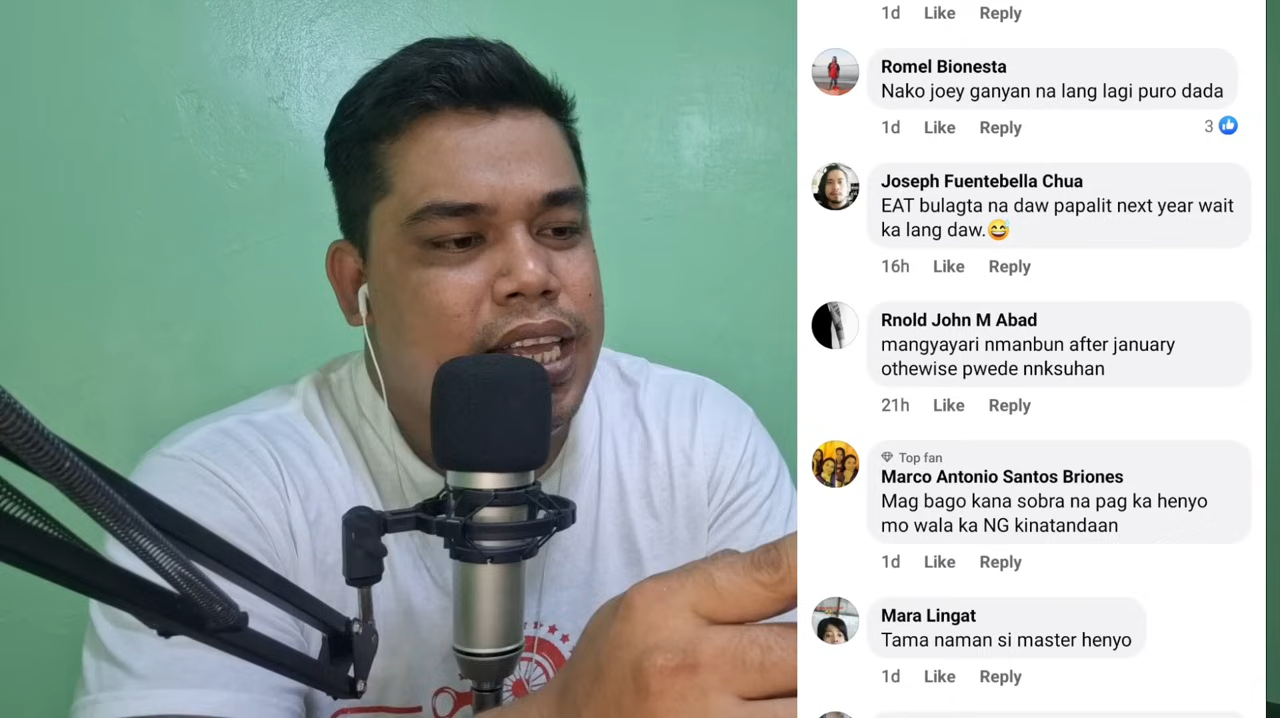 1d Like Reply
Romel Bionesta
Nako joey ganyan na lang lagi puro dada
1d Like Reply 3
Joseph Fuentebella Chua
EAT bulagta na daw papalit next year wait
ka lang daw.😅
16h Like Reply
Rnold John M Abad
mangyayari nmanbun after january
othewise pwede nnksuhan
21h Like Reply
Top fan
Marco Antonio Santos Briones
Mag bago kana sobra na pag ka henyo
mo wala ka NG kinatandaan
1d Like Reply
Mara Lingat
Tama naman si master henyo
1d Like Reply